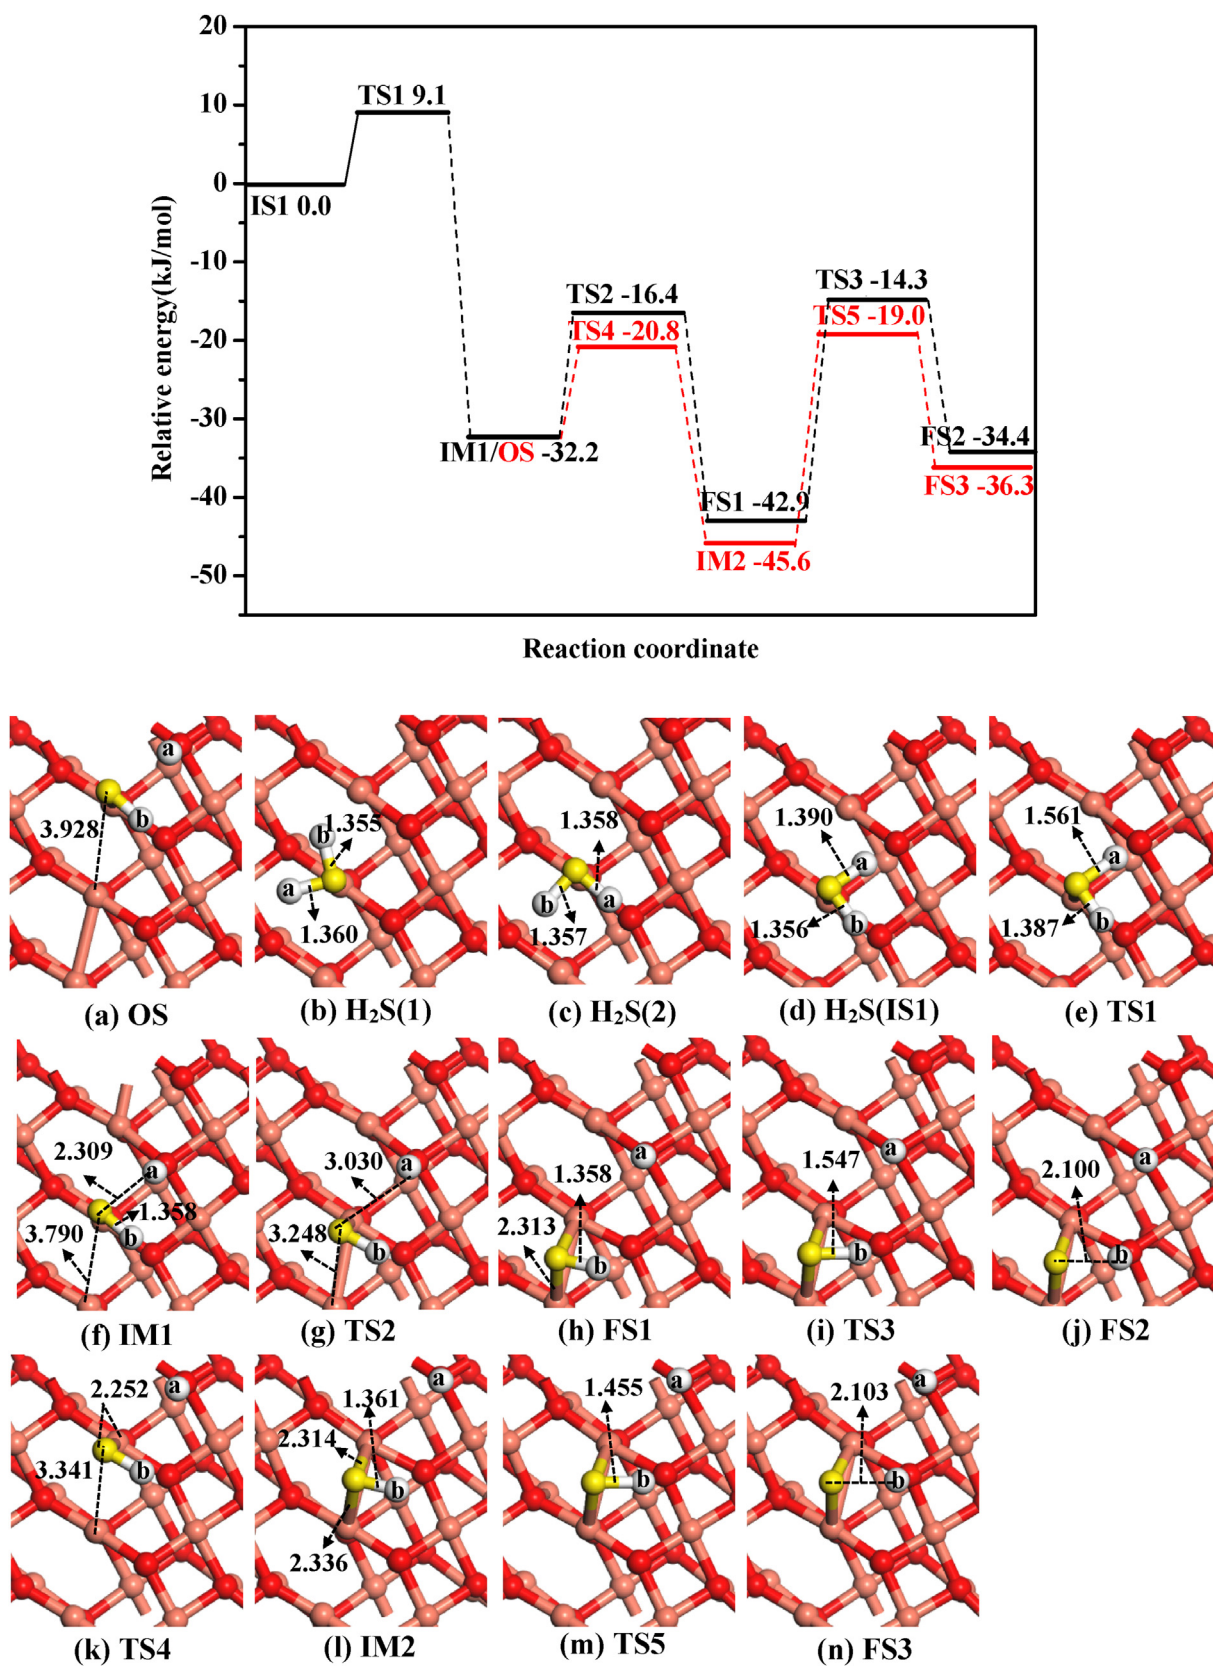 20
TS1 9.1
10
0
IS1 0.0
-10
TS2 -16.4
TS3 -14.3
TS4 -20.8
TS5 -19.0
-20
-30
IM1/OS -32.2
FS2 -34.4
FS3 -36.3
-40
FS1 -42.9
IM2 -45.6
-50
Relative energy(kJ/mol)
Reaction coordinate
a
b
3.928
(a) OS
1.355
b
a
1.360
(b) H₂S(1)
1.358
b
a
1.357
(c) H₂S(2)
1.390
a
b
1.356
(d) H₂S(IS1)
1.561
a
b
1.387
(e) TS1
2.309
a
1.358
b
3.790
(f) IM1
3.030
a
3.248
b
(g) TS2
1.358
a
2.313
b
(h) FS1
1.547
a
b
(i) TS3
2.100
a
b
(j) FS2
2.252
a
3.341
b
(k) TS4
1.361
a
2.314
b
2.336
(l) IM2
1.455
a
b
(m) TS5
2.103
a
b
(n) FS3